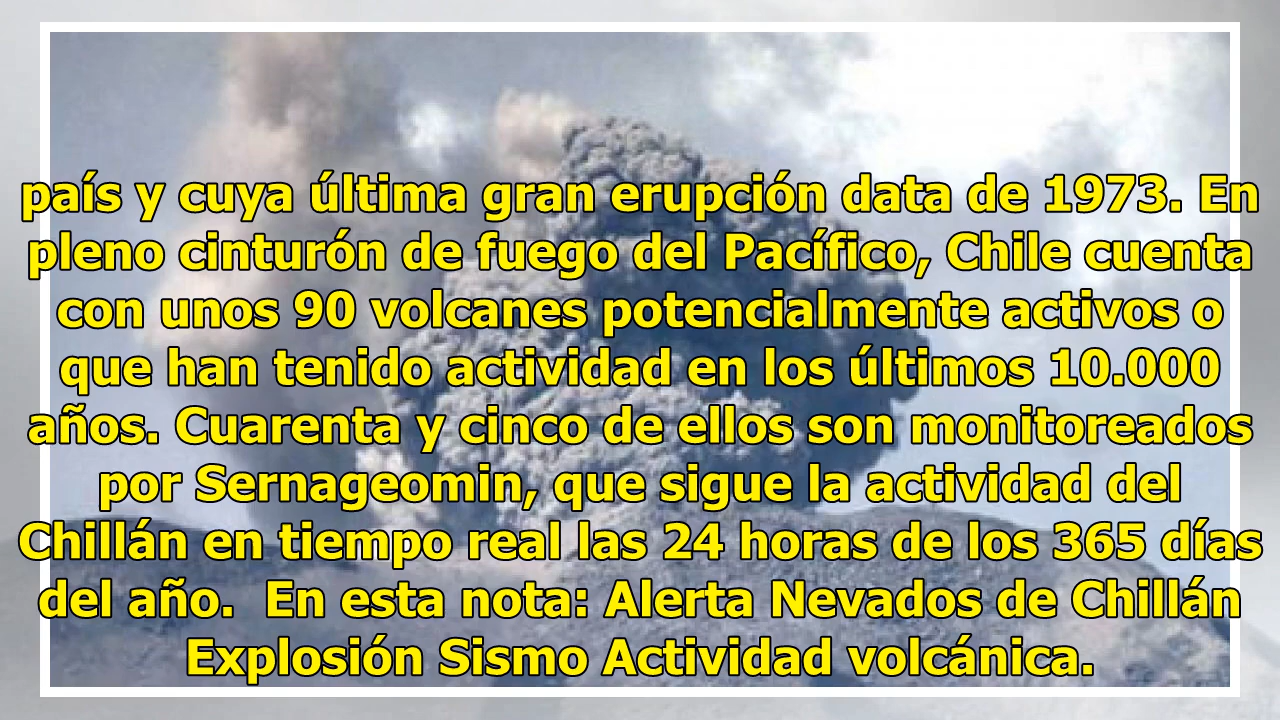 país y cuya última gran erupción data de 1973. En
pleno cinturón de fuego del Pacífico, Chile cuenta
con unos 90 volcanes potencialmente activos o
que han tenido actividad en los últimos 10.000
años. Cuarenta y cinco de ellos son monitoreados
por Sernageomin, que sigue la actividad del
Chillán en tiempo real las 24 horas de los 365 días
del año.  En esta nota: Alerta Nevados de Chillán
Explosión Sismo Actividad volcánica.